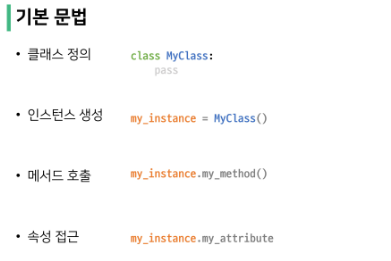 기본 문법
• 클래스 정의
class MyClass:
    pass
• 인스턴스 생성
my_instance = MyClass()
• 메서드 호출
my_instance.my_method()
• 속성 접근
my_instance.my_attribute